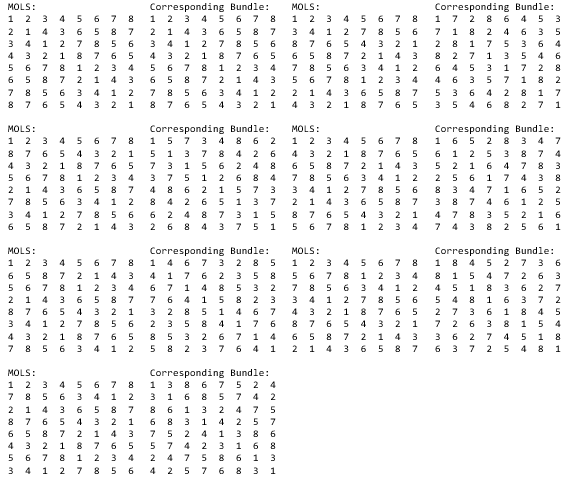 MOLS: Corresponding Bundle: MOLS: Corresponding Bundle:
1 2 3 4 5 6 7 8 1 2 3 4 5 6 7 8 1 2 3 4 5 6 7 8 1 7 2 8 6 4 5 3
2 1 4 3 6 5 8 7 2 1 4 3 6 5 8 7 3 4 1 2 7 8 5 6 7 1 8 2 4 6 3 5
3 4 1 2 7 8 5 6 3 4 1 2 7 8 5 6 8 7 6 5 4 3 2 1 2 8 1 7 5 3 6 4
4 3 2 1 8 7 6 5 4 3 2 1 8 7 6 5 6 5 8 7 2 1 4 3 8 2 7 1 3 5 4 6
5 6 7 8 1 2 3 4 5 6 7 8 1 2 3 4 7 8 5 6 3 4 1 2 6 4 5 3 1 7 2 8
6 5 8 7 2 1 4 3 6 5 8 7 2 1 4 3 5 6 7 8 1 2 3 4 4 6 3 5 7 1 8 2
7 8 5 6 3 4 1 2 7 8 5 6 3 4 1 2 2 1 4 3 6 5 8 7 5 3 6 4 2 8 1 7
8 7 6 5 4 3 2 1 8 7 6 5 4 3 2 1 4 3 2 1 8 7 6 5 3 5 4 6 8 2 7 1
MOLS: Corresponding Bundle: MOLS: Corresponding Bundle:
1 2 3 4 5 6 7 8 1 5 7 3 4 8 6 2 1 2 3 4 5 6 7 8 1 6 5 2 8 3 4 7
8 7 6 5 4 3 2 1 5 1 3 7 8 4 2 6 4 3 2 1 8 7 6 5 6 1 2 5 3 8 7 4
4 3 2 1 8 7 6 5 7 3 1 5 6 2 4 8 6 5 8 7 2 1 4 3 5 2 1 6 4 7 8 3
5 6 7 8 1 2 3 4 3 7 5 1 2 6 8 4 7 8 5 6 3 4 1 2 2 5 6 1 7 4 3 8
2 1 4 3 6 5 8 7 4 8 6 2 1 5 7 3 3 4 1 2 7 8 5 6 8 3 4 7 1 6 5 2
7 8 5 6 3 4 1 2 8 4 2 6 5 1 3 7 2 1 4 3 6 5 8 7 3 8 7 4 6 1 2 5
3 4 1 2 7 8 5 6 6 2 4 8 7 3 1 5 8 7 6 5 4 3 2 1 4 7 8 3 5 2 1 6
6 5 8 7 2 1 4 3 2 6 8 4 3 7 5 1 5 6 7 8 1 2 3 4 7 4 3 8 2 5 6 1
MOLS: Corresponding Bundle: MOLS: Corresponding Bundle:
1 2 3 4 5 6 7 8 1 4 6 7 3 2 8 5 1 2 3 4 5 6 7 8 1 8 4 5 2 7 3 6
6 5 8 7 2 1 4 3 4 1 7 6 2 3 5 8 5 6 7 8 1 2 3 4 8 1 5 4 7 2 6 3
5 6 7 8 1 2 3 4 6 7 1 4 8 5 3 2 7 8 5 6 3 4 1 2 4 5 1 8 3 6 2 7
2 1 4 3 6 5 8 7 7 6 4 1 5 8 2 3 3 4 1 2 7 8 5 6 5 4 8 1 6 3 7 2
8 7 6 5 4 3 2 1 3 2 8 5 1 4 6 7 4 3 2 1 8 7 6 5 2 7 3 6 1 8 4 5
3 4 1 2 7 8 5 6 2 3 5 8 4 1 7 6 8 7 6 5 4 3 2 1 7 2 6 3 8 1 5 4
4 3 2 1 8 7 6 5 8 5 3 2 6 7 1 4 6 5 8 7 2 1 4 3 3 6 2 7 4 5 1 8
7 8 5 6 3 4 1 2 5 8 2 3 7 6 4 1 2 1 4 3 6 5 8 7 6 3 7 2 5 4 8 1
MOLS: Corresponding Bundle:
1 2 3 4 5 6 7 8 1 3 8 6 7 5 2 4
7 8 5 6 3 4 1 2 3 1 6 8 5 7 4 2
2 1 4 3 6 5 8 7 8 6 1 3 2 4 7 5
8 7 6 5 4 3 2 1 6 8 3 1 4 2 5 7
6 5 8 7 2 1 4 3 7 5 2 4 1 3 8 6
4 3 2 1 8 7 6 5 5 7 4 2 3 1 6 8
5 6 7 8 1 2 3 4 2 4 7 5 8 6 1 3
3 4 1 2 7 8 5 6 4 2 5 7 6 8 3 1